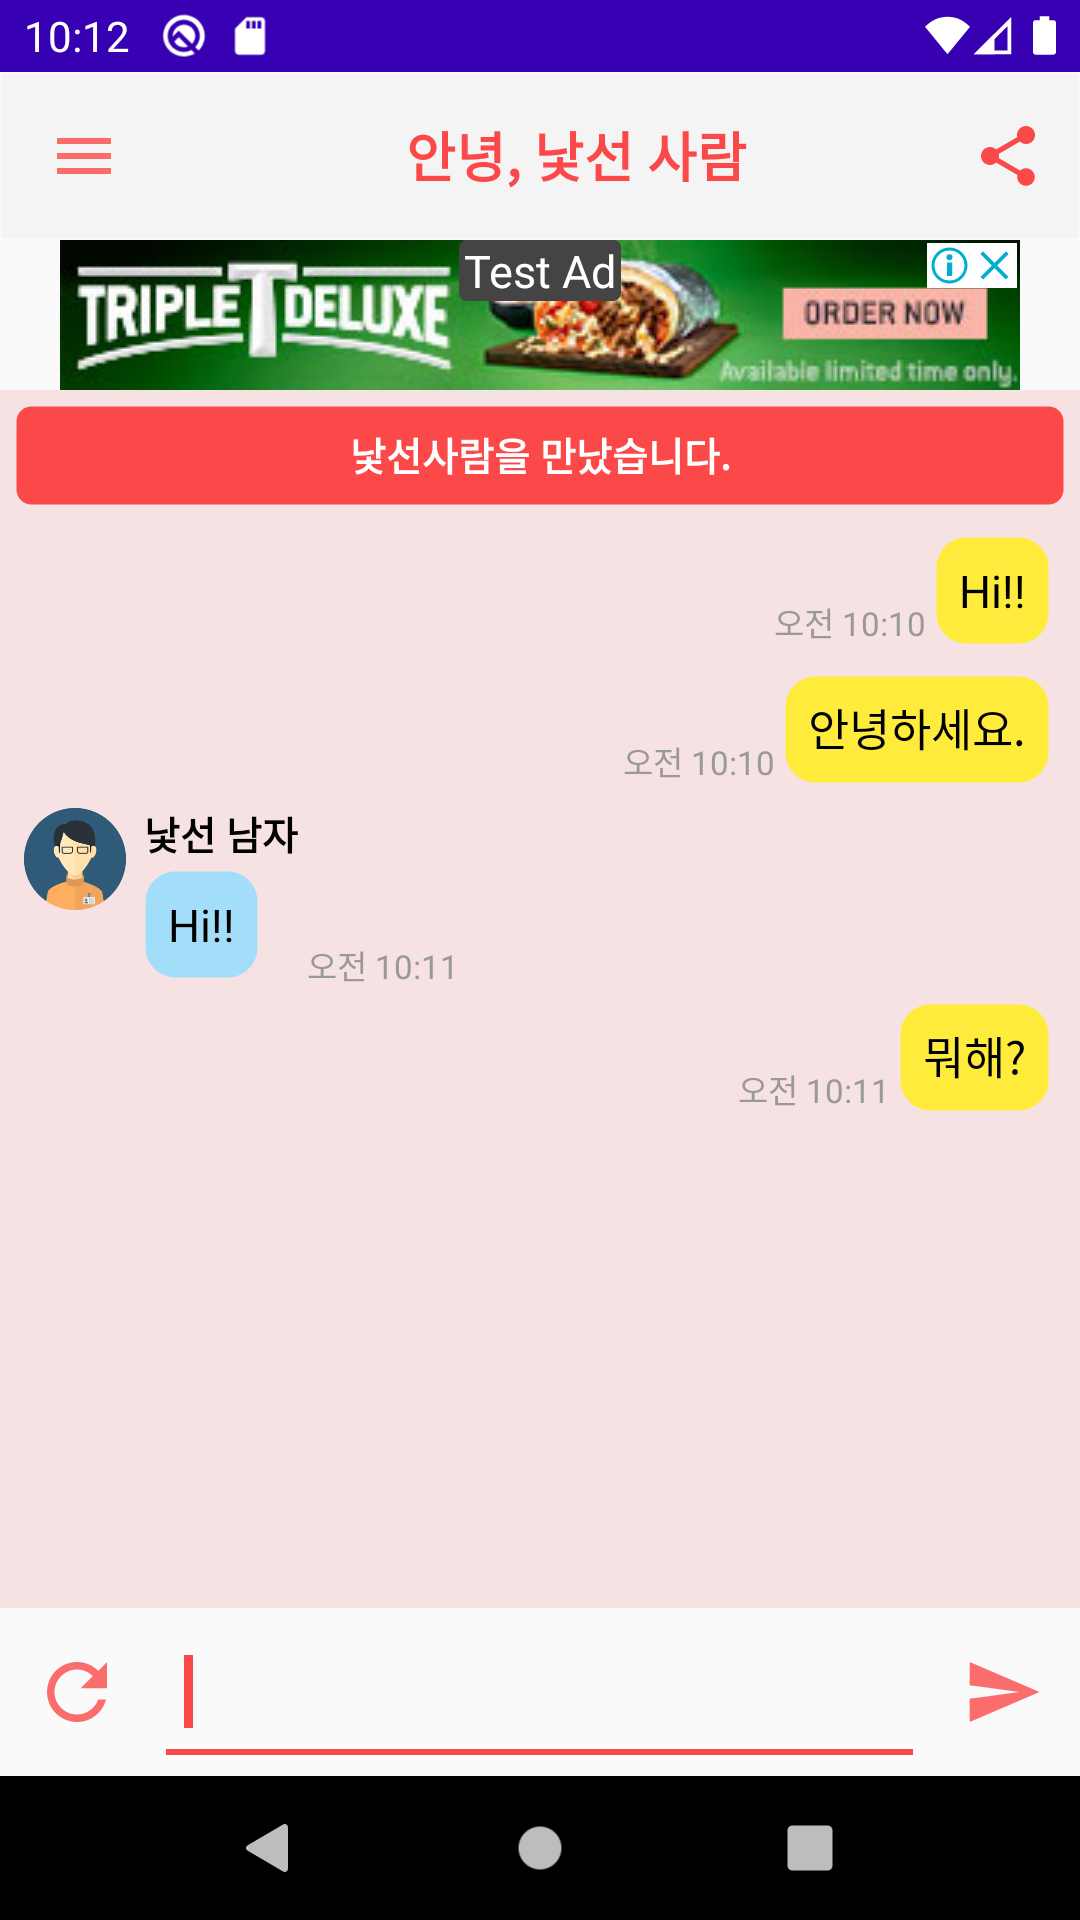 10:12
안녕, 낯선 사람
Test Ad
TRIPLE DELUXE
ORDER NOW
Available limited time only.
낯선사람을 만났습니다.
Hi!!
오전 10:10
안녕하세요.
오전 10:10
낯선 남자
Hi!!
오전 10:11
뭐해?
오전 10:11